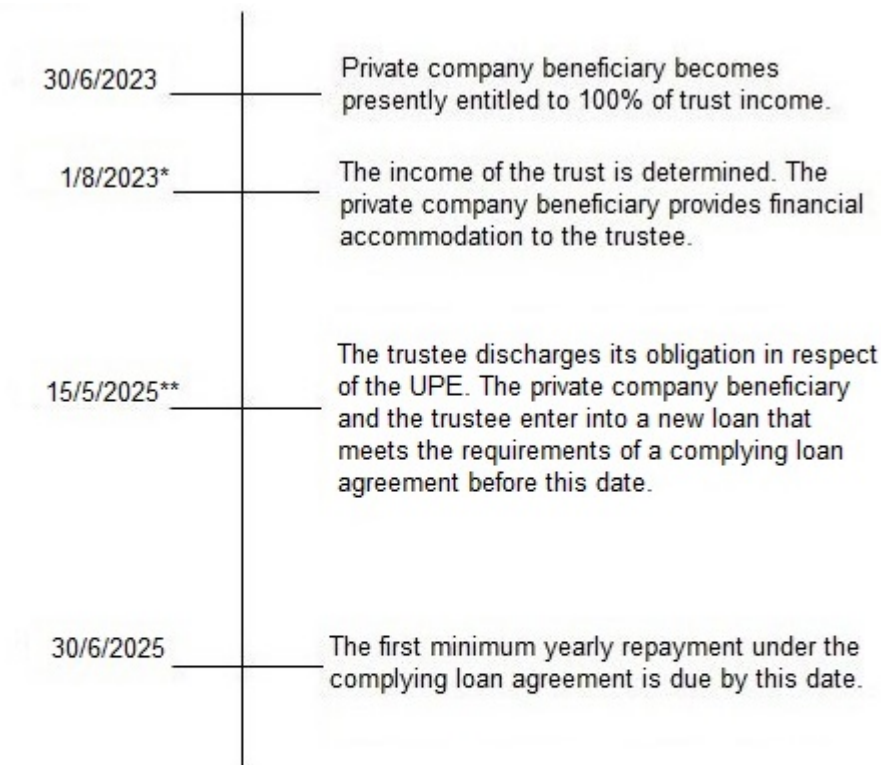 30/6/2023
Private company beneficiary becomes
presently entitled to 100% of trust income.
1/8/2023*
The income of the trust is determined. The
private company beneficiary provides financial
accommodation to the trustee.
15/5/2025**
The trustee discharges its obligation in respect
of the UPE. The private company beneficiary
and the trustee enter into a new loan that
meets the requirements of a complying loan
agreement before this date.
30/6/2025
The first minimum yearly repayment under the
complying loan agreement is due by this date.